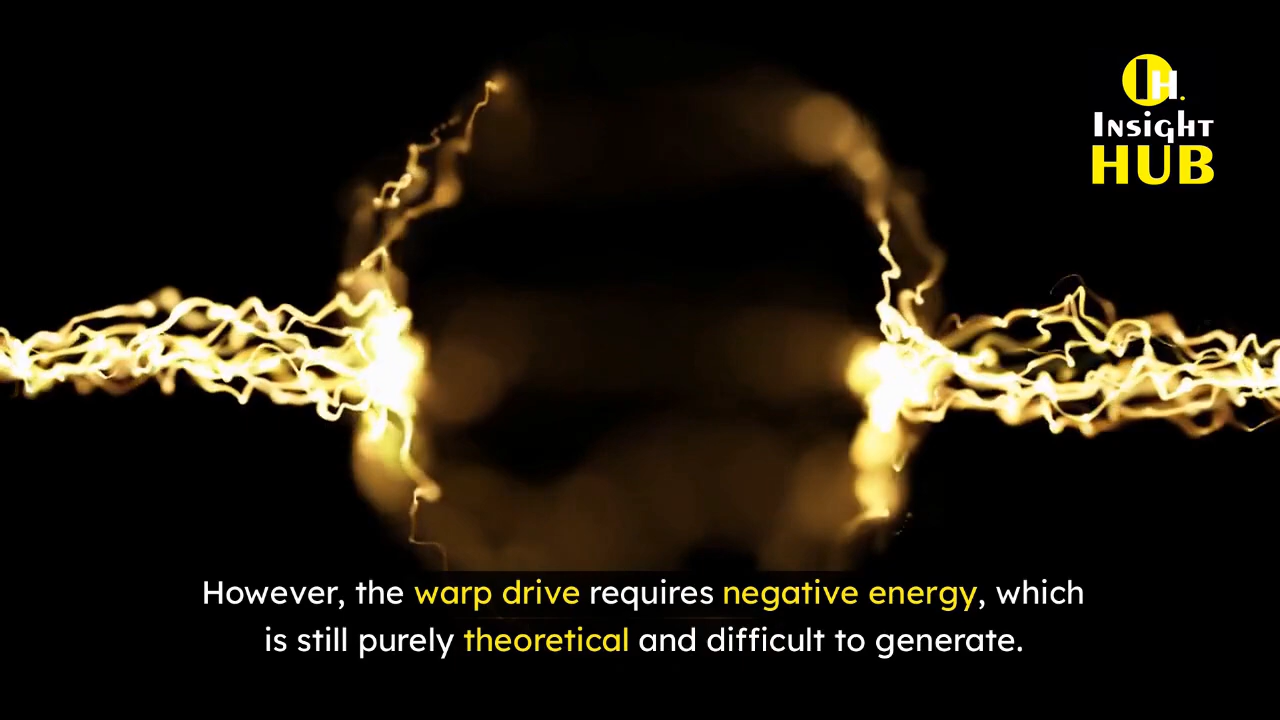 IH.
Insight
HUB
However, the warp drive requires negative energy, which
is still purely theoretical and difficult to generate.